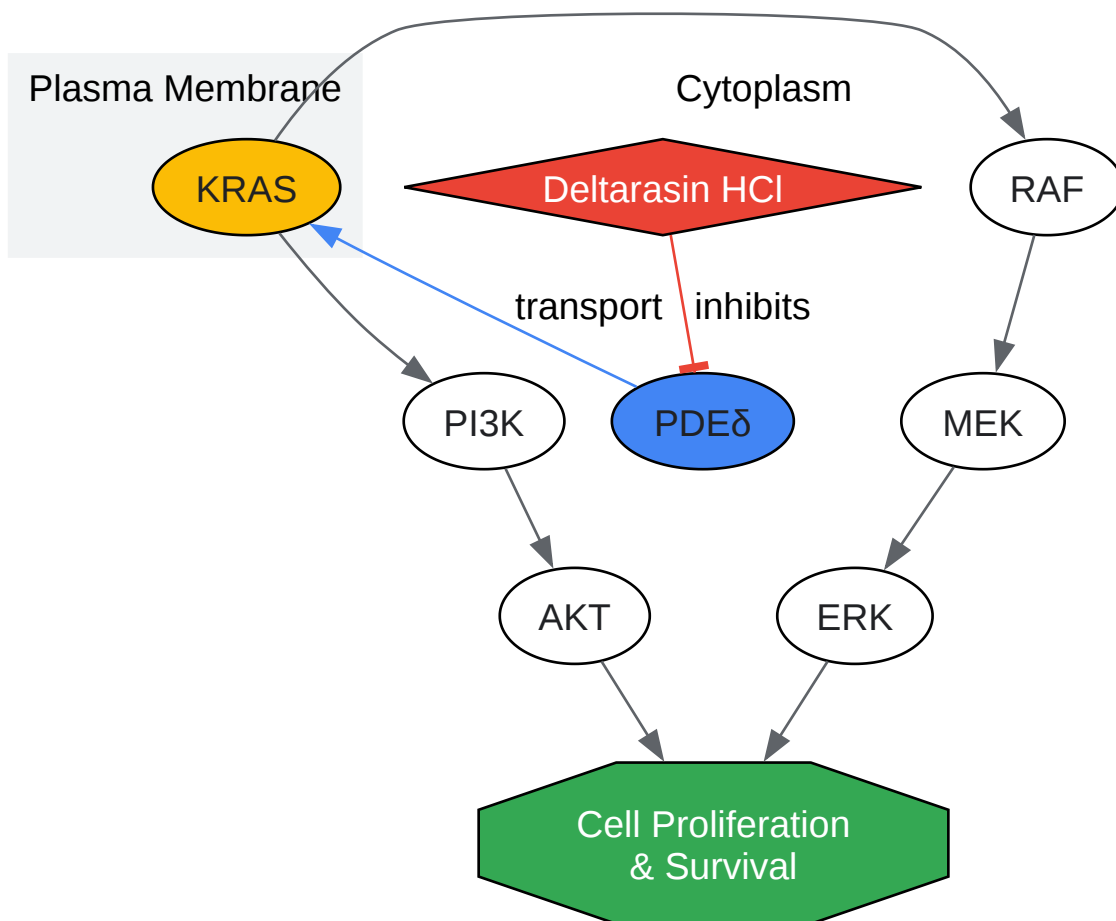 Plasma Membrane
Cytoplasm
KRAS
Deltarasin HCl
RAF
transport
inhibits
PI3K
PDEδ
MEK
AKT
ERK
Cell Proliferation
& Survival